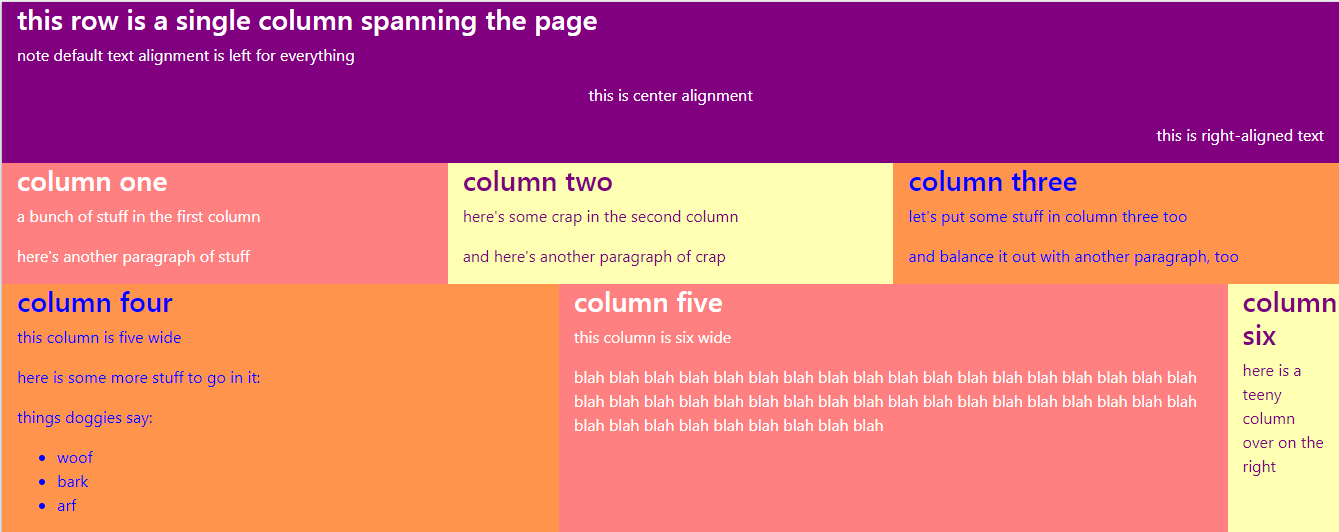 this row is a single column spanning the page
note default text alignment is left for everything
this is center alignment
this is right-aligned text
column one
a bunch of stuff in the first column
here's another paragraph of stuff
column two
here's some crap in the second column
and here's another paragraph of crap
column three
let's put some stuff in column three too
and balance it out with another paragraph, too
column four
this column is five wide
here is some more stuff to go in it:
things doggies say:
woof
bark
arf
column five
this column is six wide
blah blah blah blah blah blah blah blah blah blah blah blah blah blah blah blah blah blah
blah blah blah blah blah blah blah blah blah blah blah blah blah blah blah blah blah blah
blah blah blah blah blah blah blah blah blah
column
six
here is a
teeny
column
over on the
right